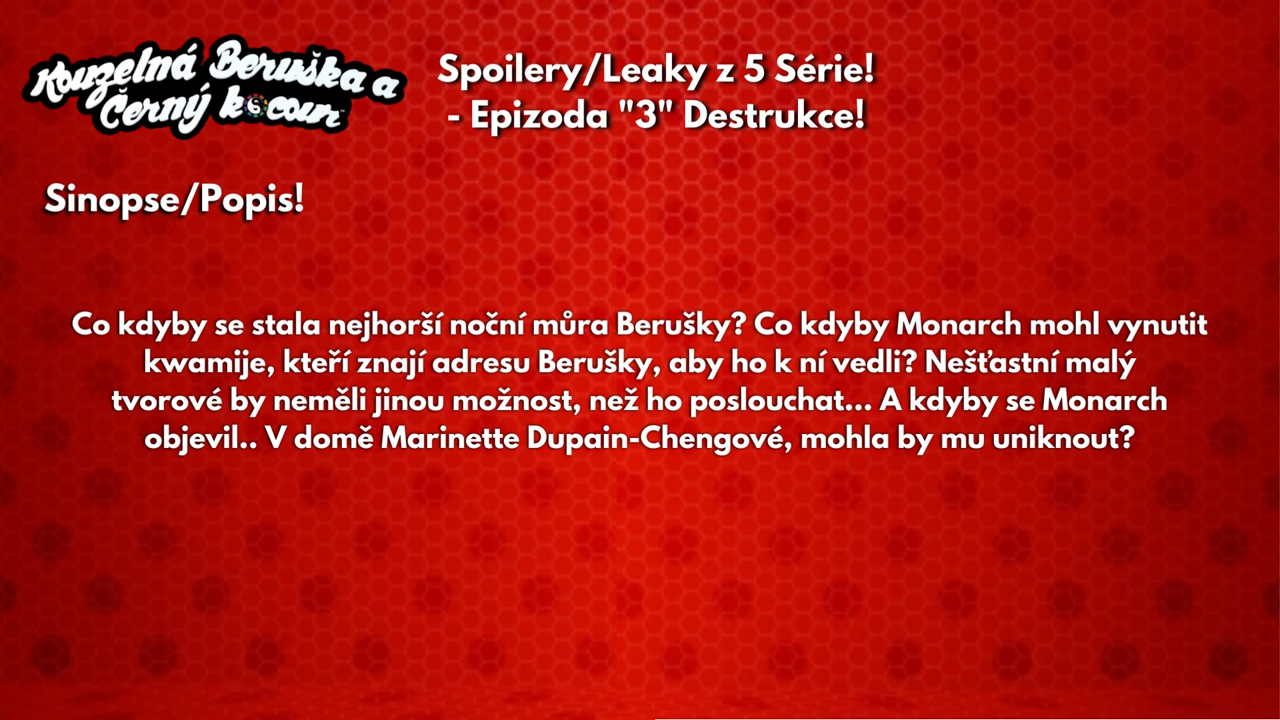 Kouzelná Beruška a
Černý kocour
Spoilery/Leaky z 5 Série!
- Epizoda "3" Destrukce!
Sinopse/Popis!
Co kdyby se stala nejhorší noční můra Berušky? Co kdyby Monarch mohl vynutit
kwamije, kteří znají adresu Berušky, aby ho k ní vedli? Nešťastní malý
tvorové by neměli jinou možnost, než ho poslouchat... A kdyby se Monarch
objevil.. V domě Marinette Dupain-Chengové, mohla by mu uniknout?